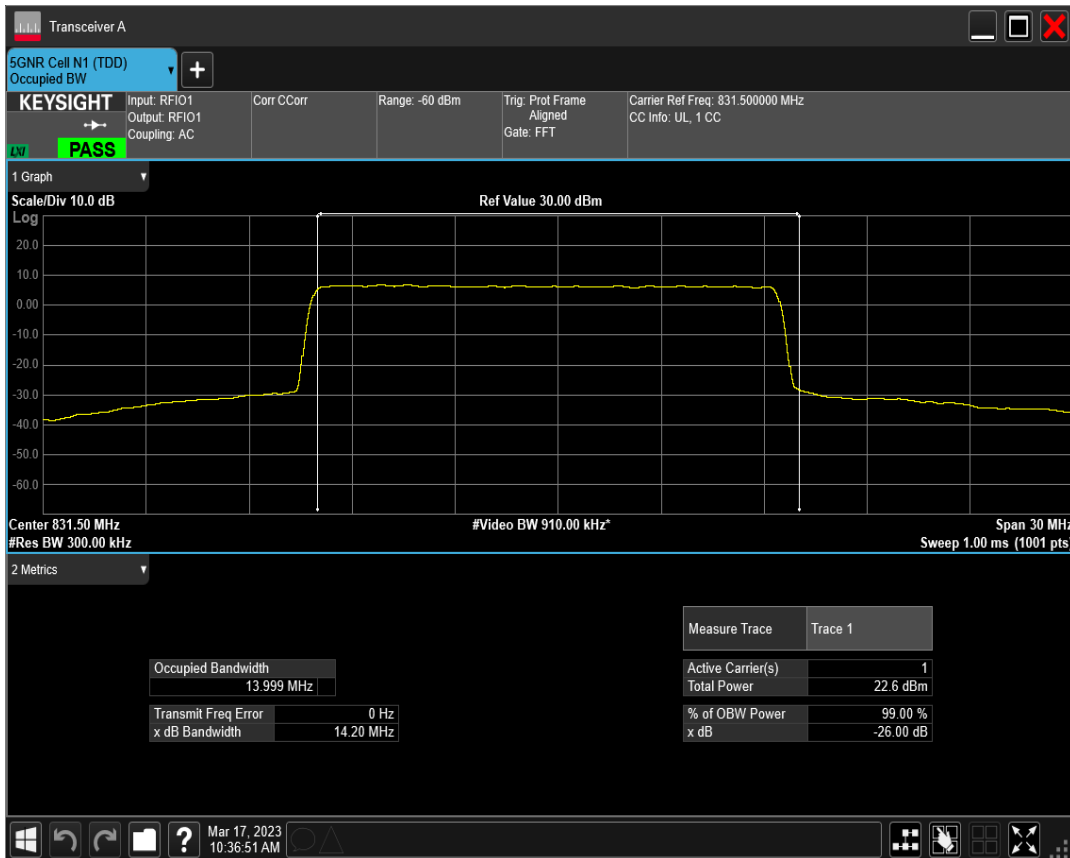 Transceiver A
5GNR Cell N1 (TDD)
Occupied BW
+
KEYSIGHT
LXI
PASS
Input: RFIO1
Output: RFIO1
Coupling: AC
Corr CCorr
Range: -60 dBm
Trig: Prot Frame
Aligned
Gate: FFT
Carrier Ref Freq: 831.500000 MHz
CC Info: UL, 1 CC
1 Graph
Scale/Div 10.0 dB
Ref Value 30.00 dBm
Log
20.0
10.0
0.00
-10.0
-20.0
-30.0
-40.0
-50.0
-60.0
Center 831.50 MHz
#Video BW 910.00 kHz*
Span 30 MHz
#Res BW 300.00 kHz
Sweep 1.00 ms (1001 pts)
2 Metrics
Measure Trace Trace 1
Occupied Bandwidth
13.999 MHz
Active Carrier(s) 1
Total Power 22.6 dBm
Transmit Freq Error 0 Hz
x dB Bandwidth 14.20 MHz
% of OBW Power 99.00 %
x dB -26.00 dB
?
Mar 17, 2023
10:36:51 AM